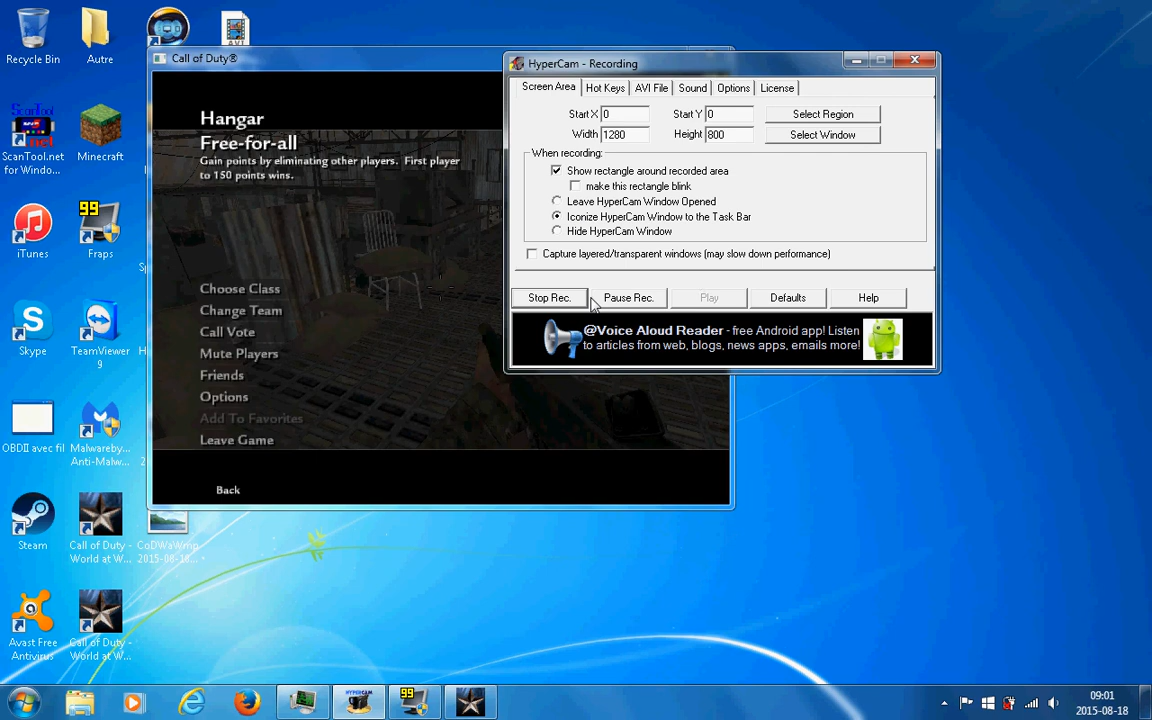 Recycle Bin
Autre
AVI
ScanTool.net
for Windo...
Minecraft
iTunes
99
Fraps
Skype
TeamViewer
9
OBDII avec fil
Malwareby...
Anti-Malw...
Steam
Call of Duty -
World at W...
CoDWaWmp
2015-08-18...
Avast Free
Antivirus
Call of Duty -
World at W...
Call of Duty®
Hangar
Free-for-all
Gain points by eliminating other players. First player
to 150 points wins.
Choose Class
Change Team
Call Vote
Mute Players
Friends
Options
Add To Favorites
Leave Game
Back
HyperCam - Recording
Screen Area
Hot Keys
AVI File
Sound
Options
License
Start X 0
Start Y 0
Select Region
Width 1280
Height 800
Select Window
When recording:
Show rectangle around recorded area
make this rectangle blink
Leave HyperCam Window Opened
Iconize HyperCam Window to the Task Bar
Hide HyperCam Window
Capture layered/transparent windows (may slow down performance)
Stop Rec.
Pause Rec.
Play
Defaults
Help
@Voice Aloud Reader - free Android app! Listen
to articles from web, blogs, news apps, emails more!
HYPERCAM
99
09:01
2015-08-18